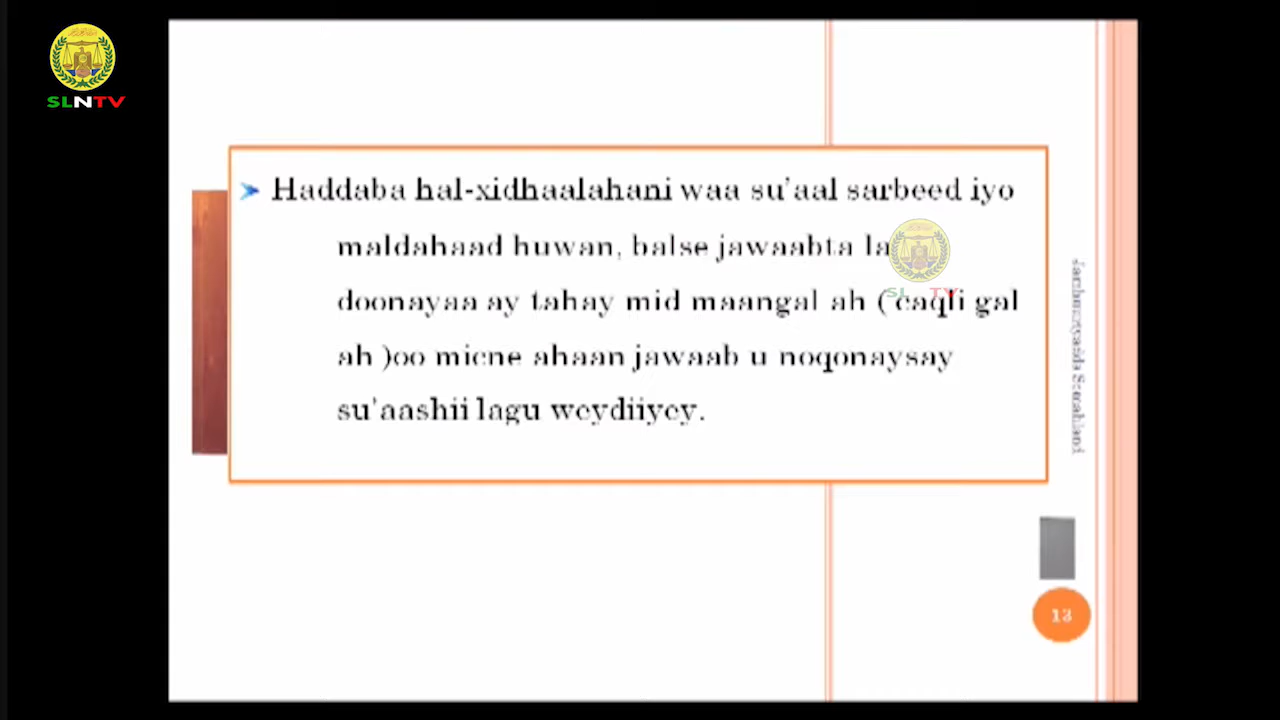 SLNTV
Haddaba hal-xidhaalahani waa su'aal sarbeed iyo
maldahaad huwan, balse jawaabta la
doonayaa ay tahay mid maangal ah ( caqli gal
ah )oo micne ahaan jawaab u noqonaysay
su'aashii lagu weydiiyey.
13